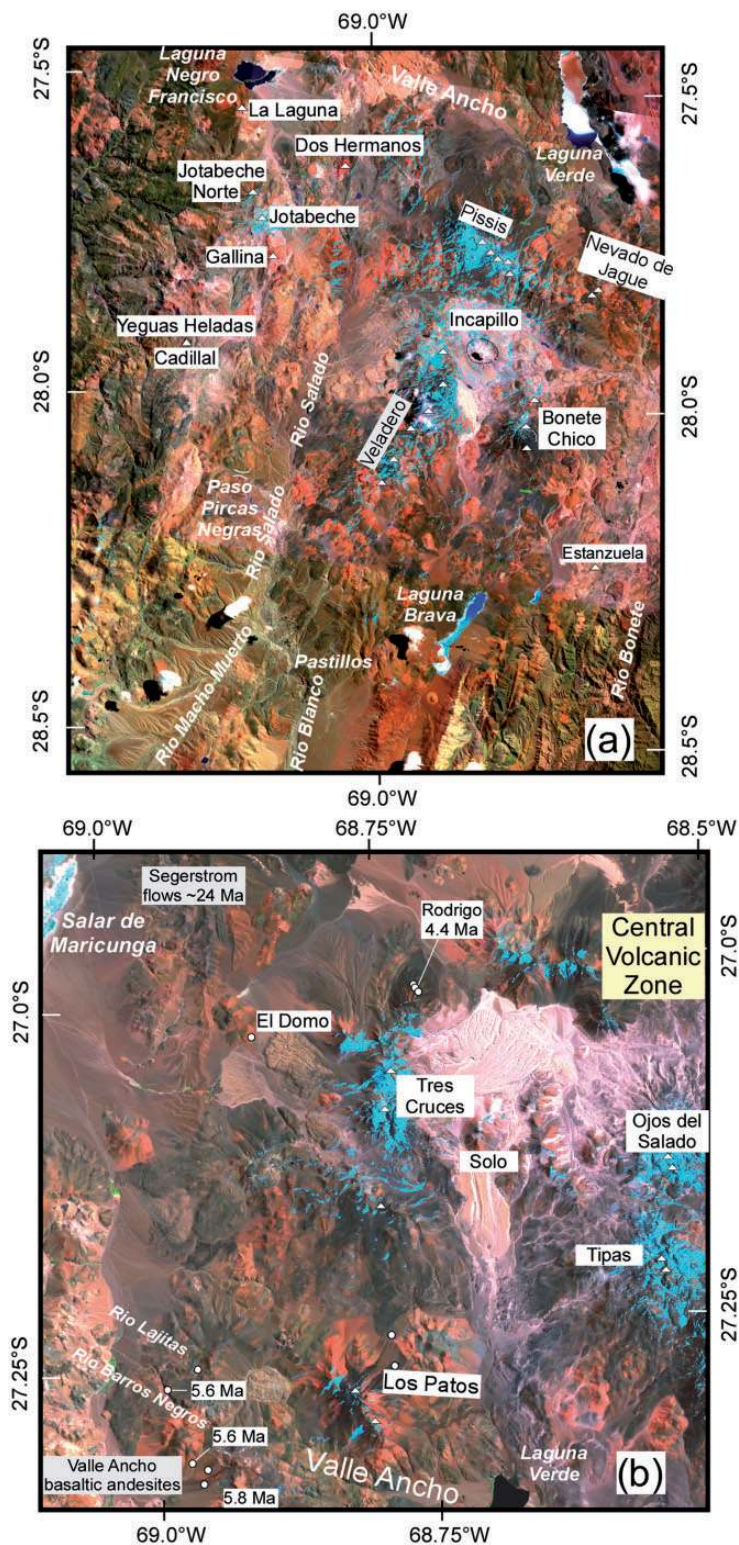 69.0°W
27.5°S
Laguna
Negro
Francisco
Valle Ancho
27.5°S
La Laguna
Dos Hermanos
Laguna
Verde
Jotabeche
Norte
Pissis
Jotabeche
Nevado de
Jague
Gallina
Incapillo
Yeguas Heladas
Cadillal
28.0°S
Rio Salado
28.0°S
Veladero
Bonete
Chico
Paso
Pircas
Negras
Rio Salado
Estanzuela
Laguna
Brava
Rio Macho Muerto
Pastillos
Rio Blanco
Rio Bonete
28.5°S
(a)
28.5°S
69.0°W
69.0°W
68.75°W
68.5°W
Segerstrom
flows ~24 Ma
Salar de
Maricunga
Rodrigo
4.4 Ma
Central
Volcanic
Zone
27.0°S
27.0°S
El Domo
Tres
Cruces
Ojos del
Salado
Solo
Tipas
27.25°S
Rio Lajitas
27.25°S
Rio Barros Negros
Los Patos
5.6 Ma
5.6 Ma
Valle Ancho
basaltic andesites
Valle Ancho
Laguna
Verde
(b)
5.8 Ma
69.0°W
68.75°W